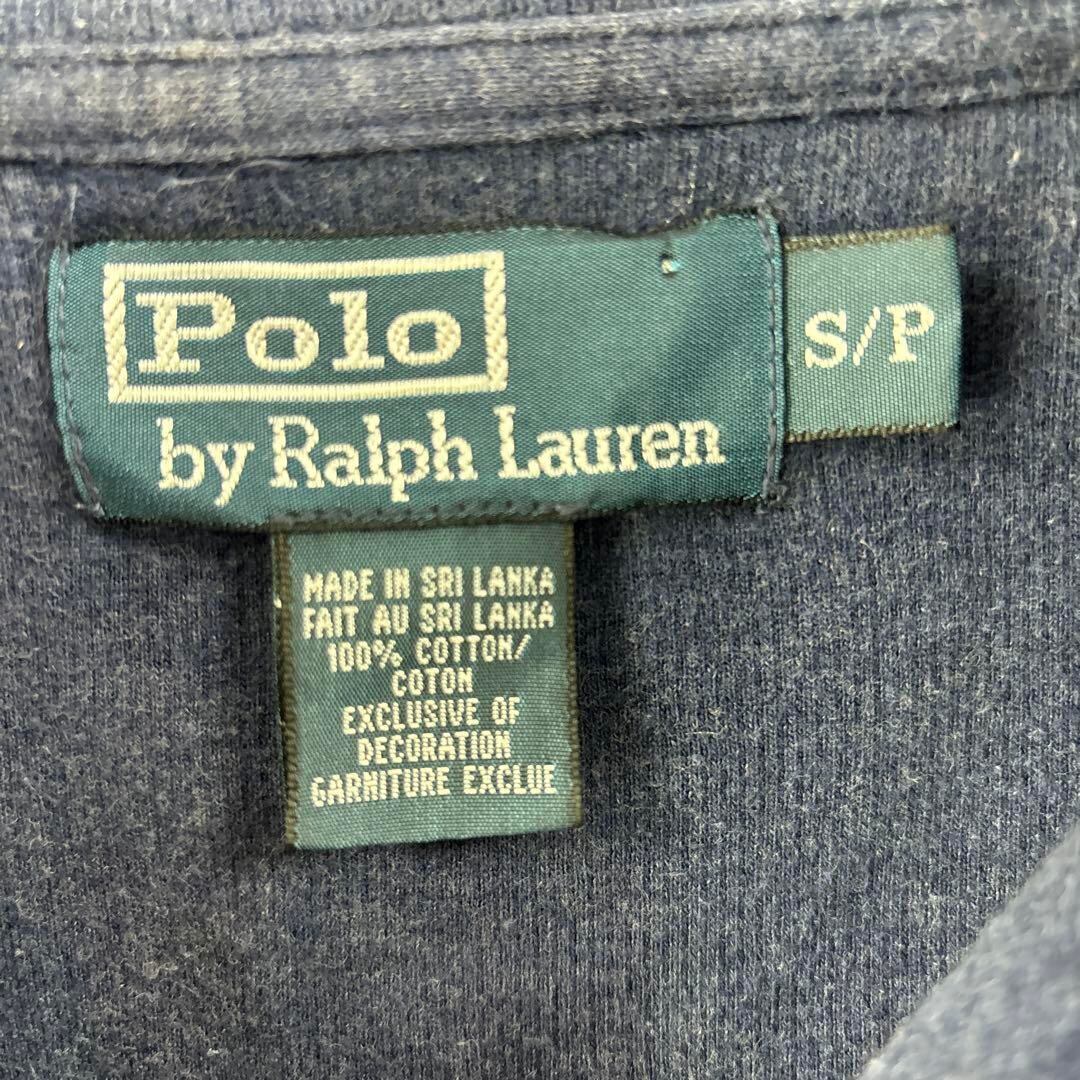 Polo
by Ralph Lauren
S/P
MADE IN SRI LANKA
FAIT AU SRI LANKA
100% COTTON/
COTON
EXCLUSIVE OF
DECORATION
GARNITURE EXCLUE